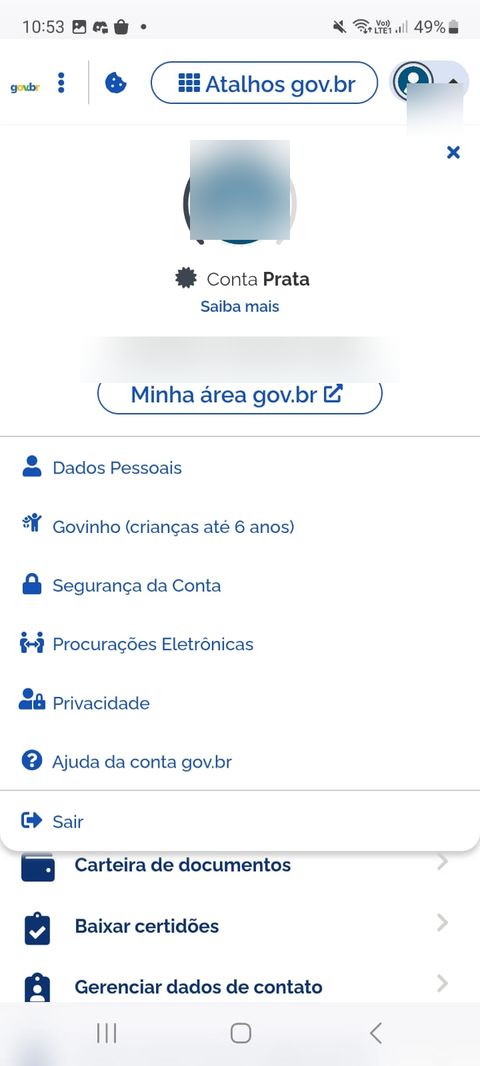 10:53
Vo))
LTE1
49%
gov.br
Atalhos gov.br
Conta Prata
Saiba mais
Minha área gov.br
Dados Pessoais
Govinho (crianças até 6 anos)
Segurança da Conta
Procurações Eletrônicas
Privacidade
Ajuda da conta gov.br
Sair
Carteira de documentos
Baixar certidões
Gerenciar dados de contato